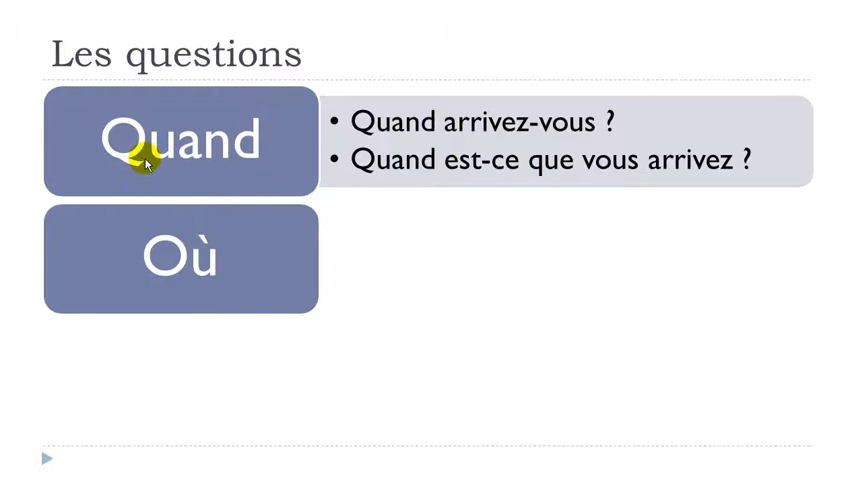 Les questions
Quand
• Quand arrivez-vous ?
• Quand est-ce que vous arrivez ?
Où